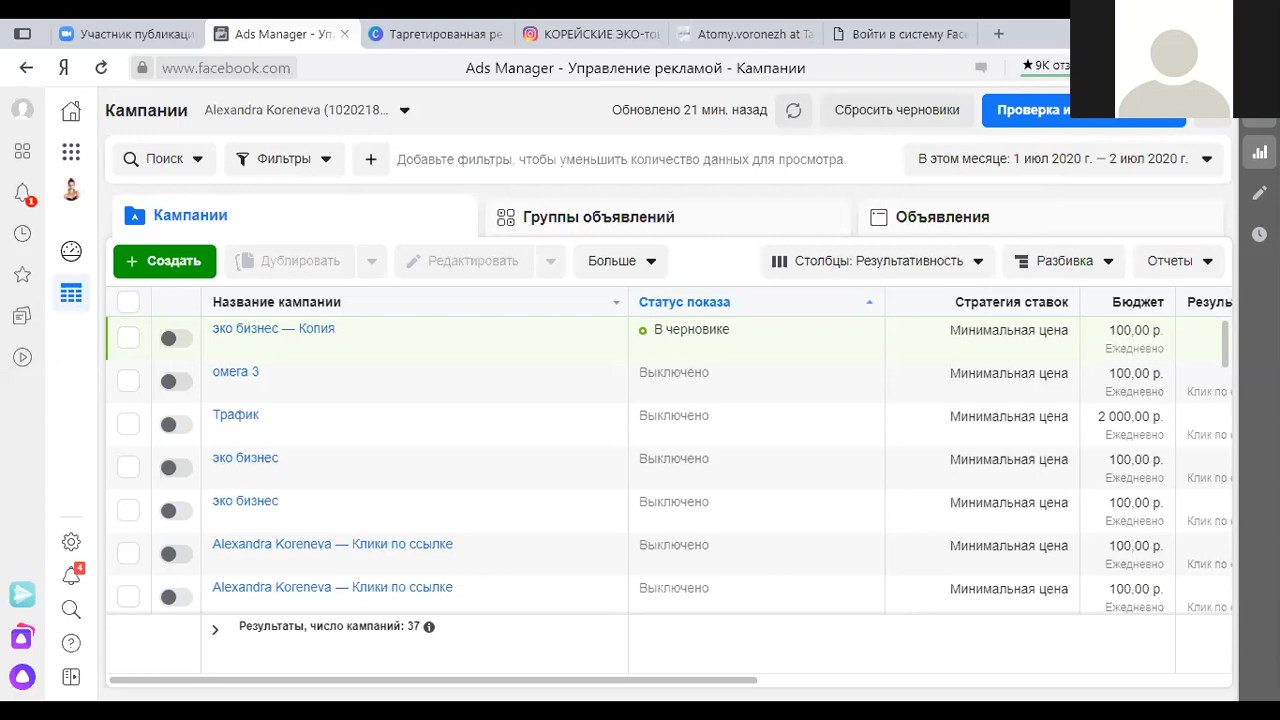 Участник публикаци
Ads Manager - Уп
Таргетированная ре
КОРЕЙСКИЕ ЭКО-то
Atomy.voronezh at Ta
Войти в систему Face
www.facebook.com
Ads Manager - Управление рекламой - Кампании
★9К отз
Кампании
Alexandra Koreneva (1020218...
Обновлено 21 мин. назад
Сбросить черновики
Проверка и
Поиск
Фильтры
Добавьте фильтры, чтобы уменьшить количество данных для просмотра.
В этом месяце: 1 июл 2020 г. – 2 июл 2020 г.
1
Кампании
Группы объявлений
Объявления
+ Создать
Дублировать
Редактировать
Больше
Столбцы: Результативность
Разбивка
Отчеты
Название кампании
Статус показа
Стратегия ставок
Бюджет
Резуль
эко бизнес — Копия
В черновике
Минимальная цена
100,00 р.
Ежедневно
омега 3
Выключено
Минимальная цена
100,00 р.
Ежедневно
Клик по
Трафик
Выключено
Минимальная цена
2 000,00 р.
Ежедневно
Клик по
эко бизнес
Выключено
Минимальная цена
100,00 р.
Ежедневно
Клик по
эко бизнес
Выключено
Минимальная цена
100,00 р.
Ежедневно
Клик по
Alexandra Koreneva — Клики по ссылке
Выключено
Минимальная цена
100,00 р.
Ежедневно
Клик по
Alexandra Koreneva — Клики по ссылке
Выключено
Минимальная цена
100,00 р.
Ежедневно
Клик по
4
Результаты, число кампаний: 37